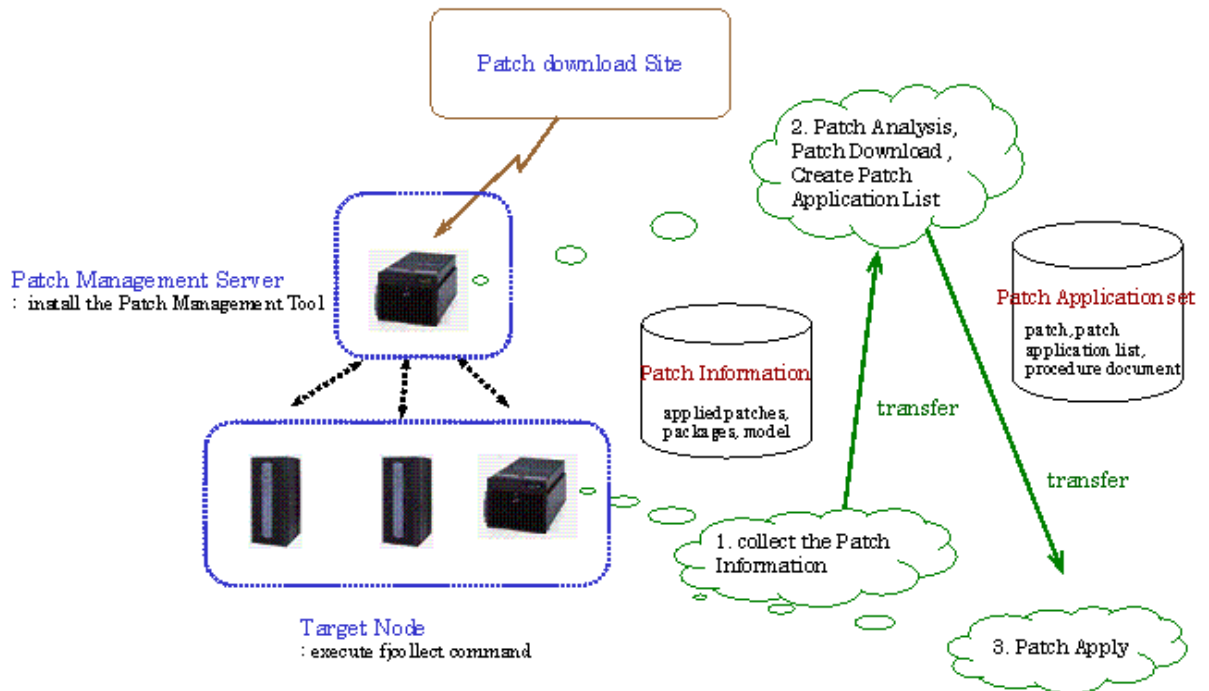 Patch download Site
2. Patch Analysis,
Patch Download ,
Create Patch
Application List
Patch Management Server
: inatall the Patch Management Tool
Patch Application set
patch, patch
application list,
procedure document
Patch Information
applied patches,
packages, model
transfer
transfer
1. collect the Patch
Information
Target Node
: execute fjcollect command
3. Patch Apply